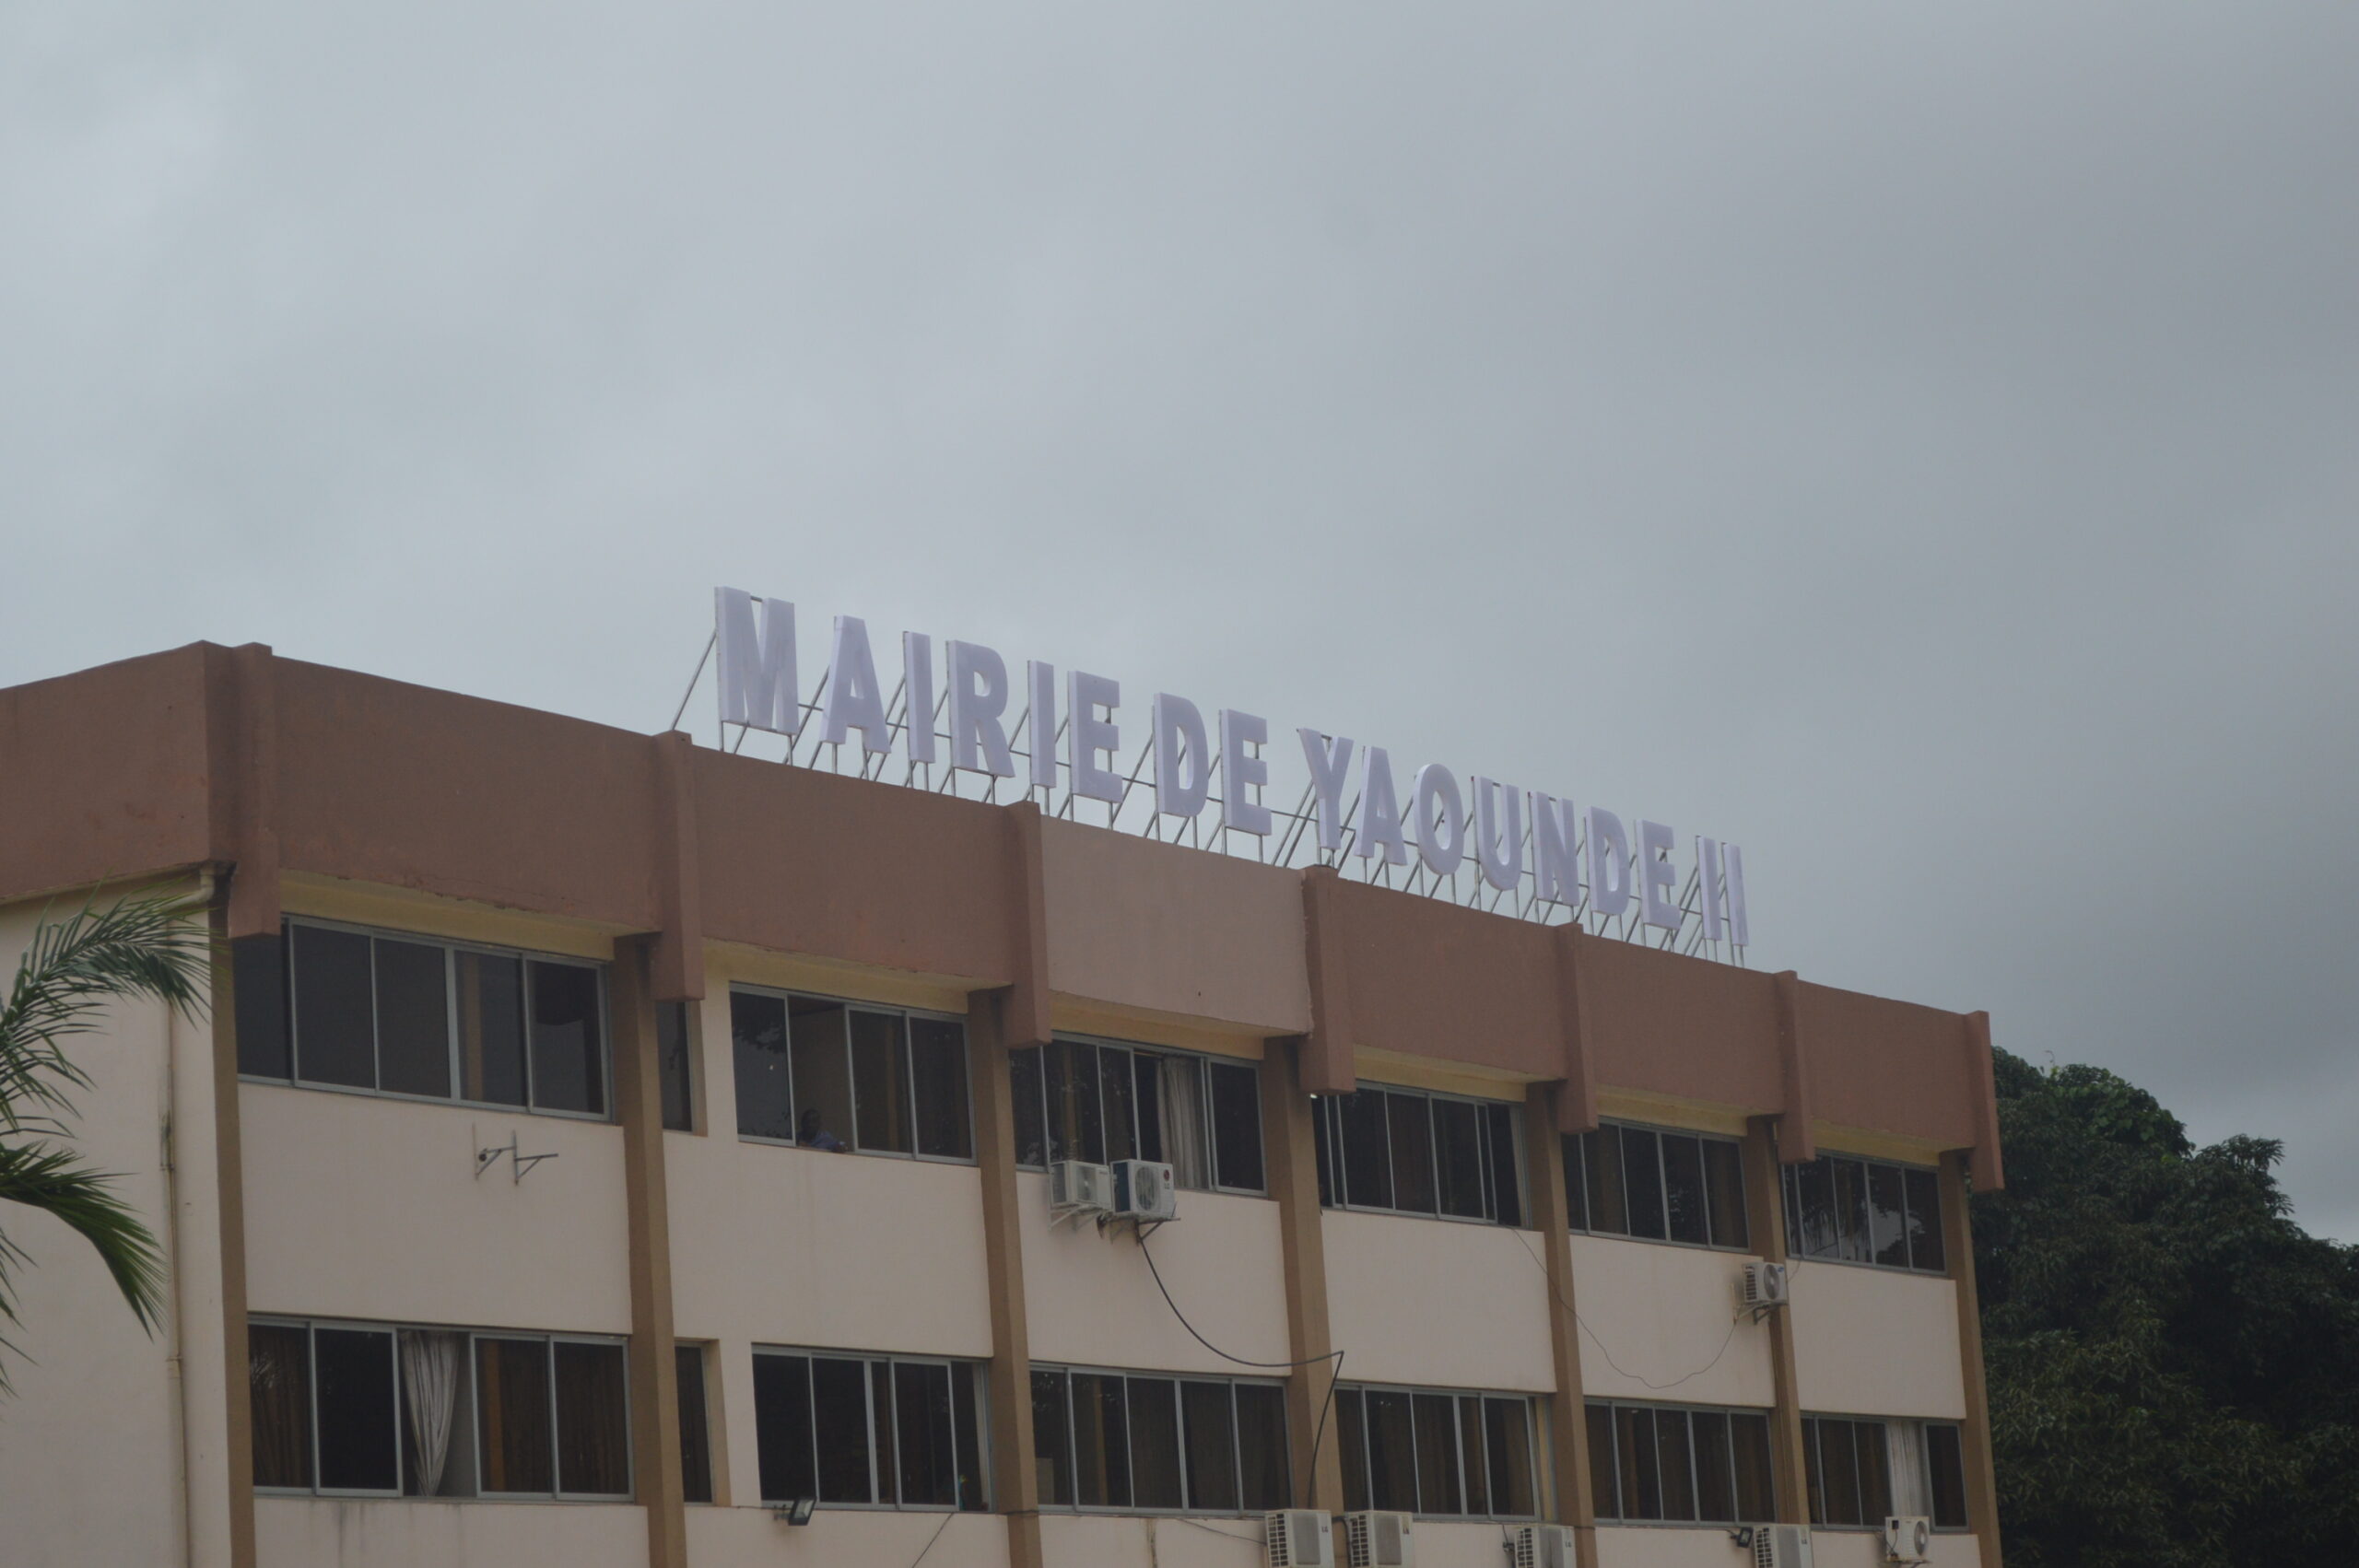 MAIRIE DE YAOUNDE II